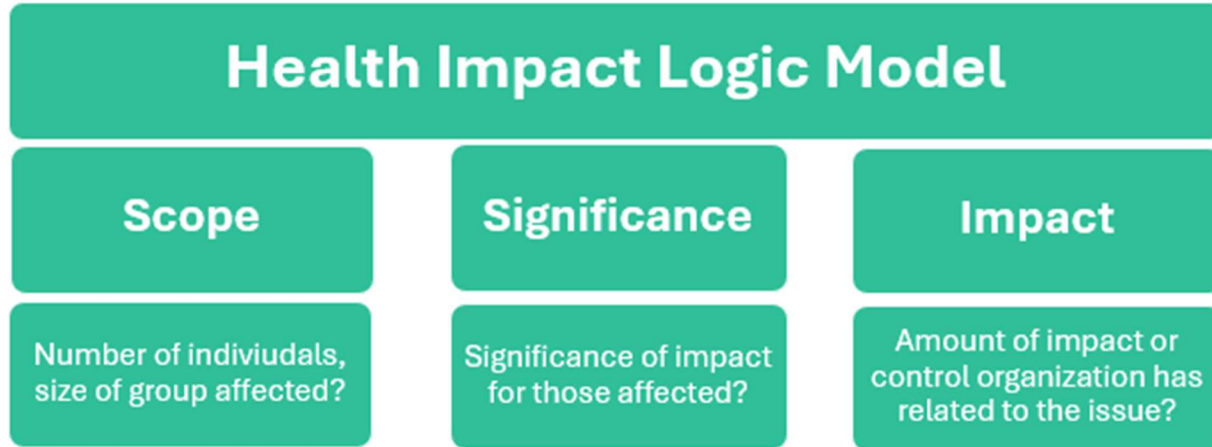 Health Impact Logic Model
Scope
Significance
Impact
Number of indiviudals,
size of group affected?
Significance of impact
for those affected?
Amount of impact or
control organization has
related to the issue?